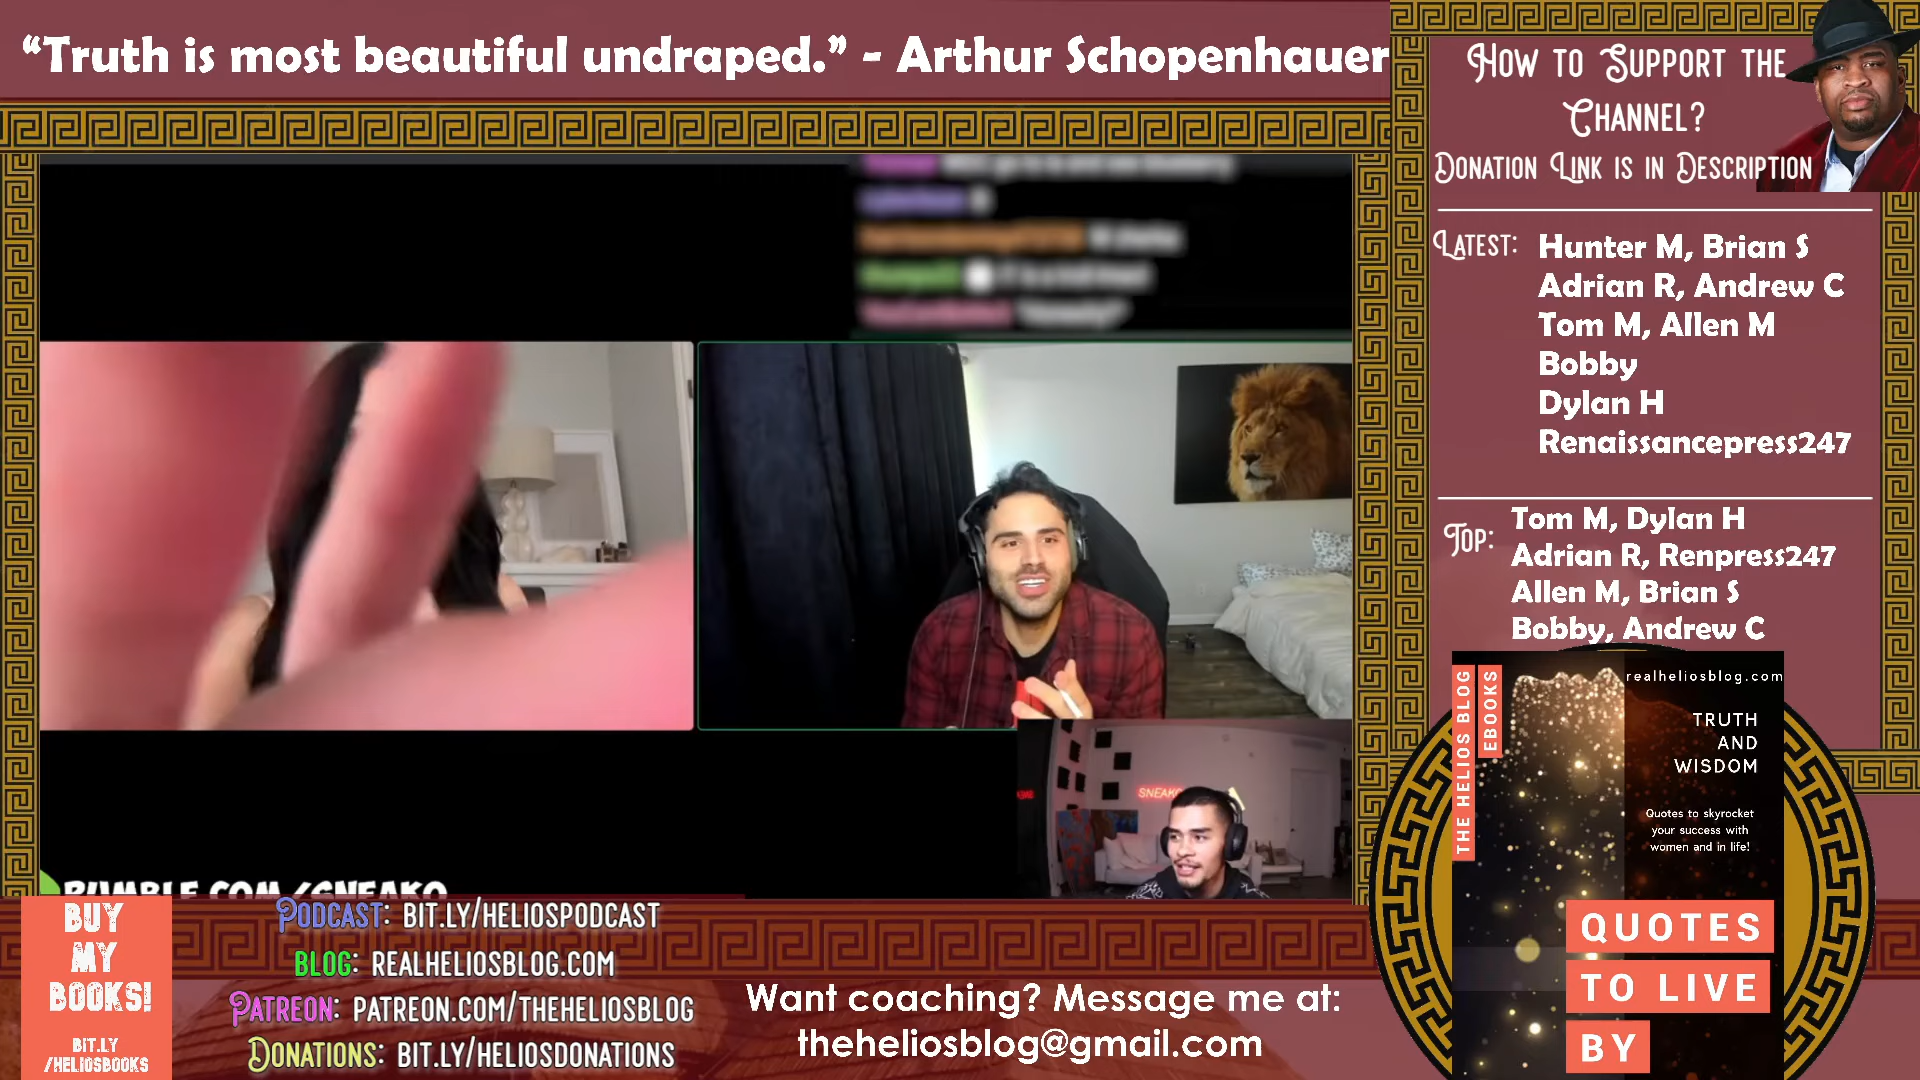 “Truth is most beautiful undraped.” - Arthur Schopenhauer
How to Support the
Channel?
Donation Link is in Description
Latest:
Hunter M, Brian S
Adrian R, Andrew C
Tom M, Allen M
Bobby
Dylan H
Renaissancepress247
Top:
Tom M, Dylan H
Adrian R, Renpress247
Allen M, Brian S
Bobby, Andrew C
THE HELIOS BLOG
EBOOKS
realheliosblog.com
TRUTH
AND
WISDOM
Quotes to skyrocket
your success with
women and in life!
QUOTES
TO LIVE
BY
SNEAKO
RUMBLE.COM/SNEAKO
BUY
MY
BOOKS!
BIT.LY
/HELIOSBOOKS
Podcast: bit.ly/heliospodcast
Blog: realheliosblog.com
Patreon: patreon.com/theheliosblog
Donations: bit.ly/heliosdonations
Want coaching? Message me at:
theheliosblog@gmail.com